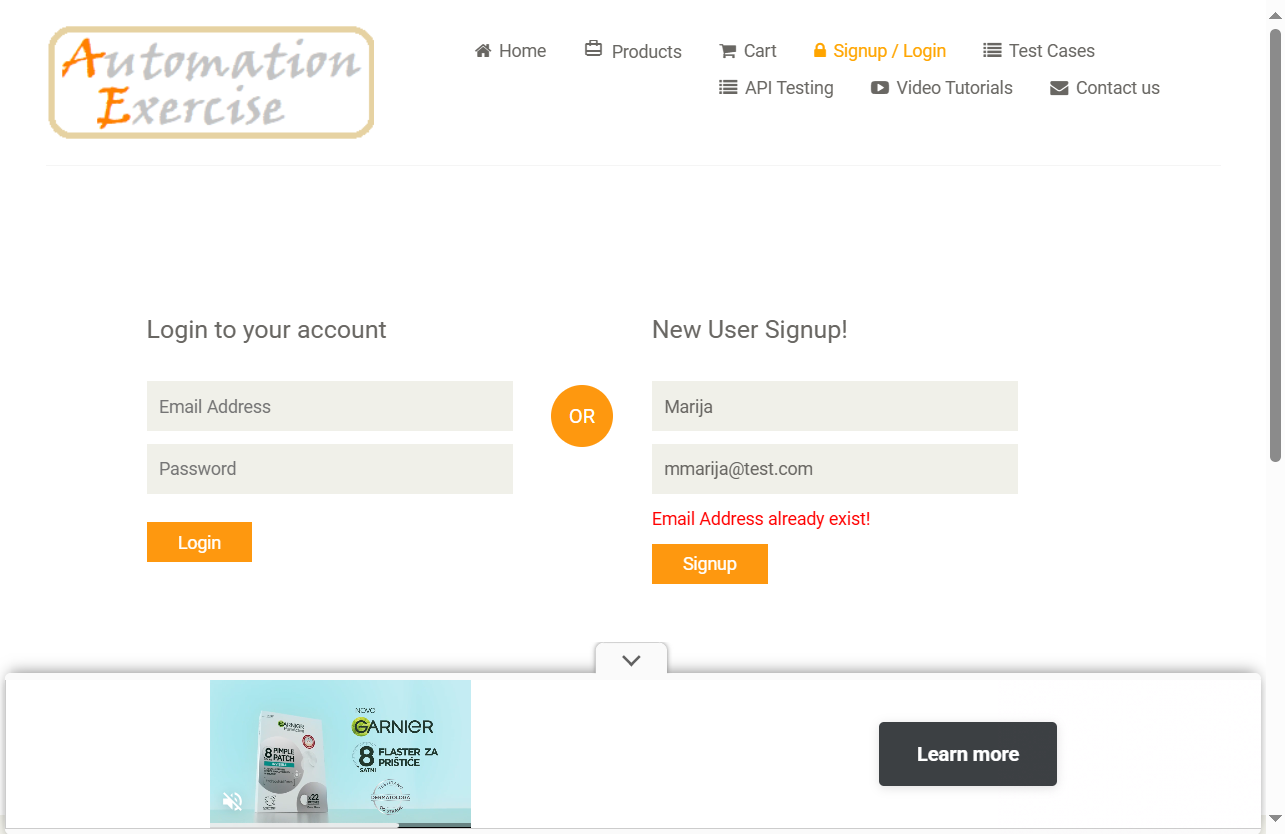 Automation
Exercise
Home
Products
Cart
Signup / Login
Test Cases
API Testing
Video Tutorials
Contact us
Login to your account
Email Address
Password
Login
OR
New User Signup!
Marija
mmarija@test.com
Email Address already exist!
Signup
GARNIER
8 PIMPLE
PATCH
x22
NOVO
GARNIER
8
SATNI
FLASTER ZA
PRIŠTIĆE
Learn more